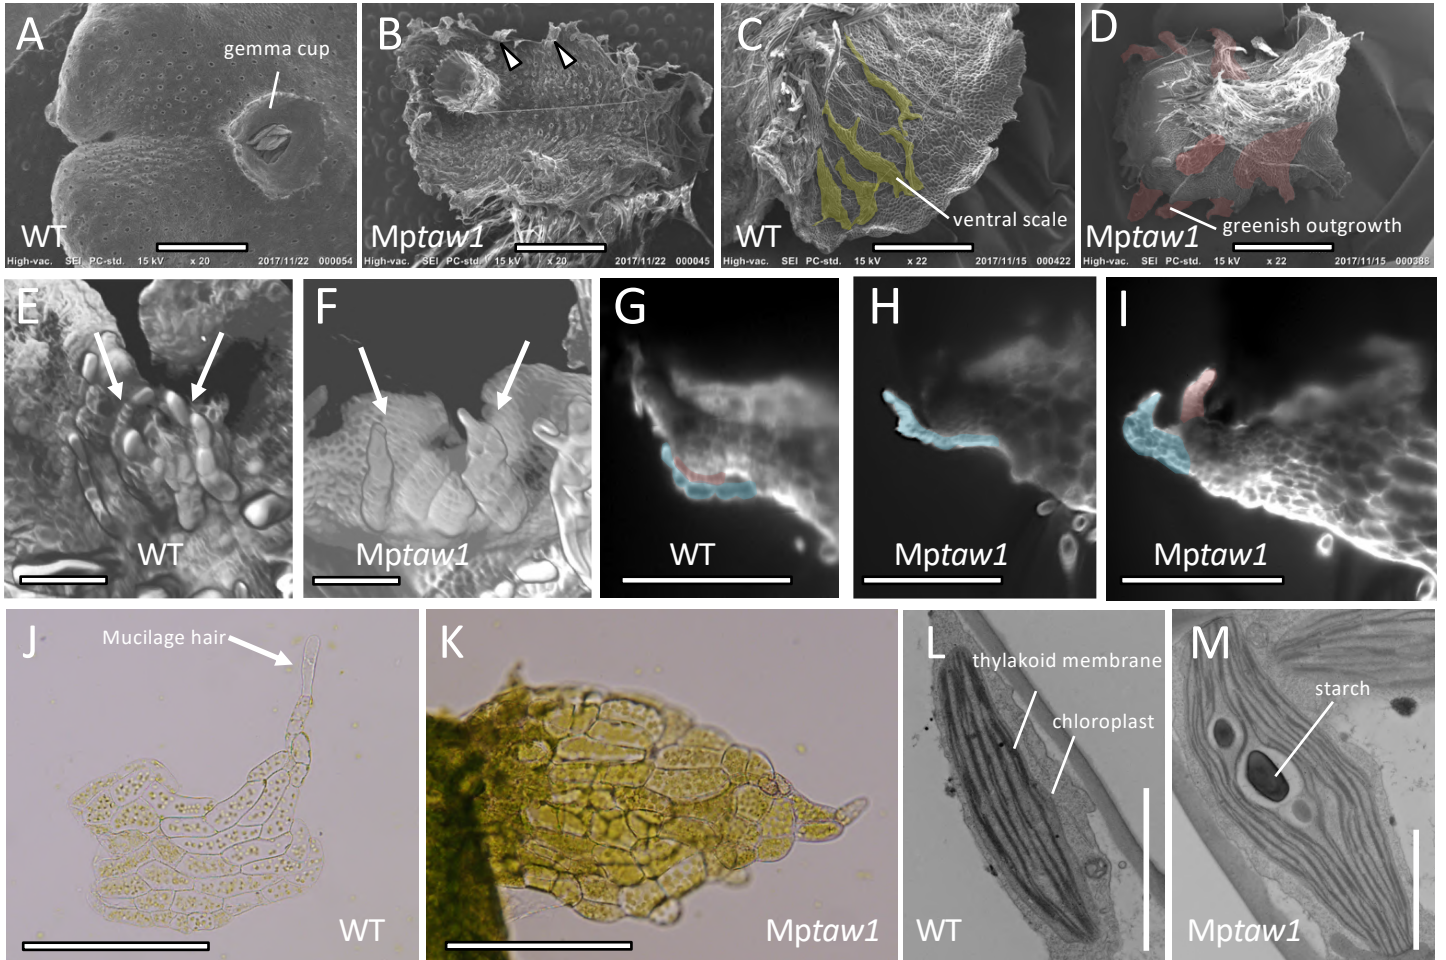 A
gemma cup
WT
High-vac. SEI PC-std. 15 kV x 20 2017/11/22 000054
B
Mptaw1
High-vac. SEI PC-std. 15 kV x 20 2017/11/22 000045
C
ventral scale
WT
High-vac. SEI PC-std. 15 kV x 22 2017/11/15 000422
D
greenish outgrowth
Mptaw1
High-vac. SEI PC-std. 15 kV x 22 2017/11/15 000388
E
WT
F
Mptaw1
G
WT
H
Mptaw1
I
Mptaw1
J
Mucilage hair
WT
K
Mptaw1
L
thylakoid membrane
chloroplast
WT
M
starch
Mptaw1